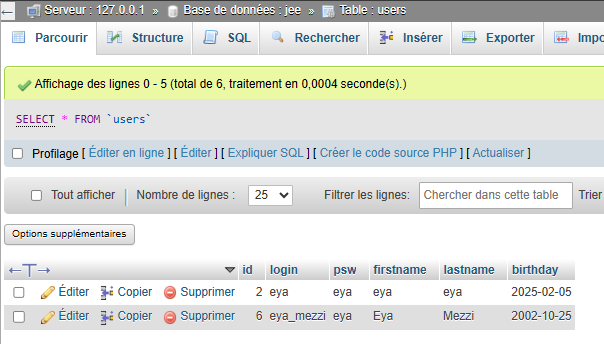 Serveur : 127.0.0.1 » Base de données : jee » Table : users
Parcourir Structure SQL Rechercher Insérer Exporter Impo
Affichage des lignes 0 - 5 (total de 6, traitement en 0,0004 seconde(s).)
SELECT * FROM `users`
Profilage [ Éditer en ligne ] [ Éditer ] [ Expliquer SQL ] [ Créer le code source PHP ] [ Actualiser ]
Tout afficher Nombre de lignes : 25 Filtrer les lignes: Chercher dans cette table Trier
Options supplémentaires
←T→ id login psw firstname lastname birthday
Éditer Copier Supprimer 2 eya eya eya eya 2025-02-05
Éditer Copier Supprimer 6 eya_mezzi eya Eya Mezzi 2002-10-25